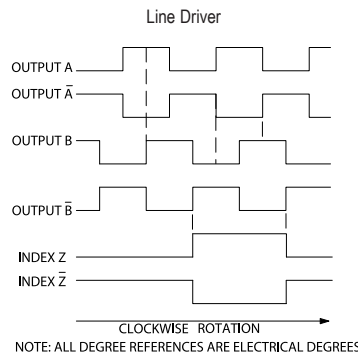 Line Driver
OUTPUT A
OUTPUT A̅
OUTPUT B
OUTPUT B̅
INDEX Z
INDEX Z̅
CLOCKWISE ROTATION
NOTE: ALL DEGREE REFERENCES ARE ELECTRICAL DEGREES